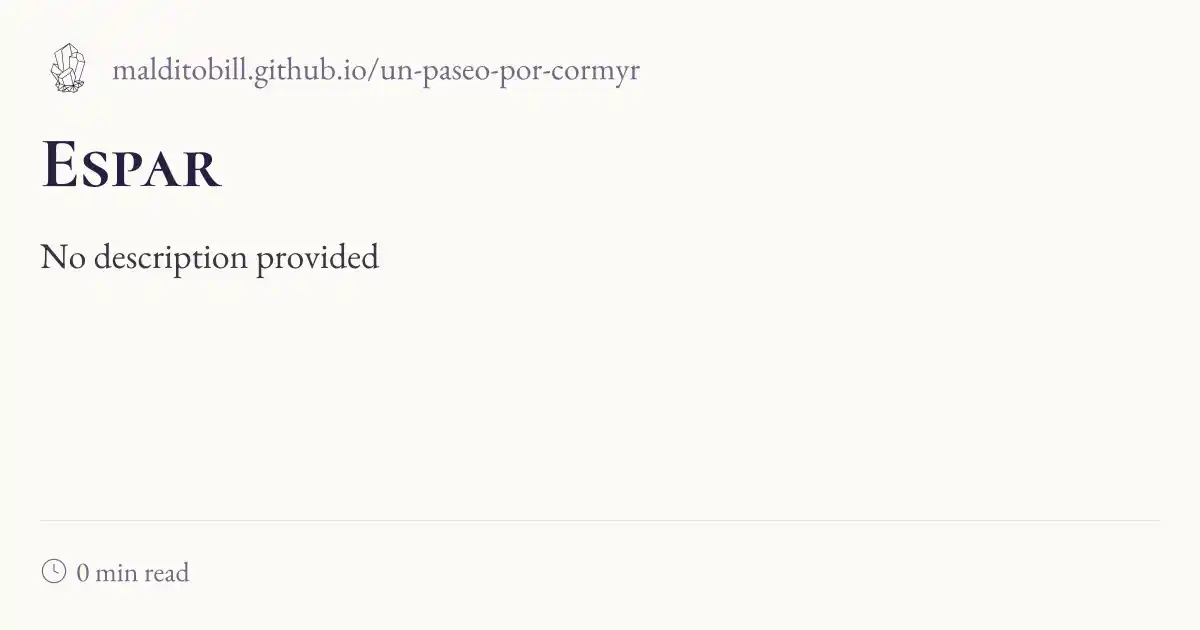 malditobill.github.io/un-paseo-por-cormyr
Espar
No description provided
0 min read